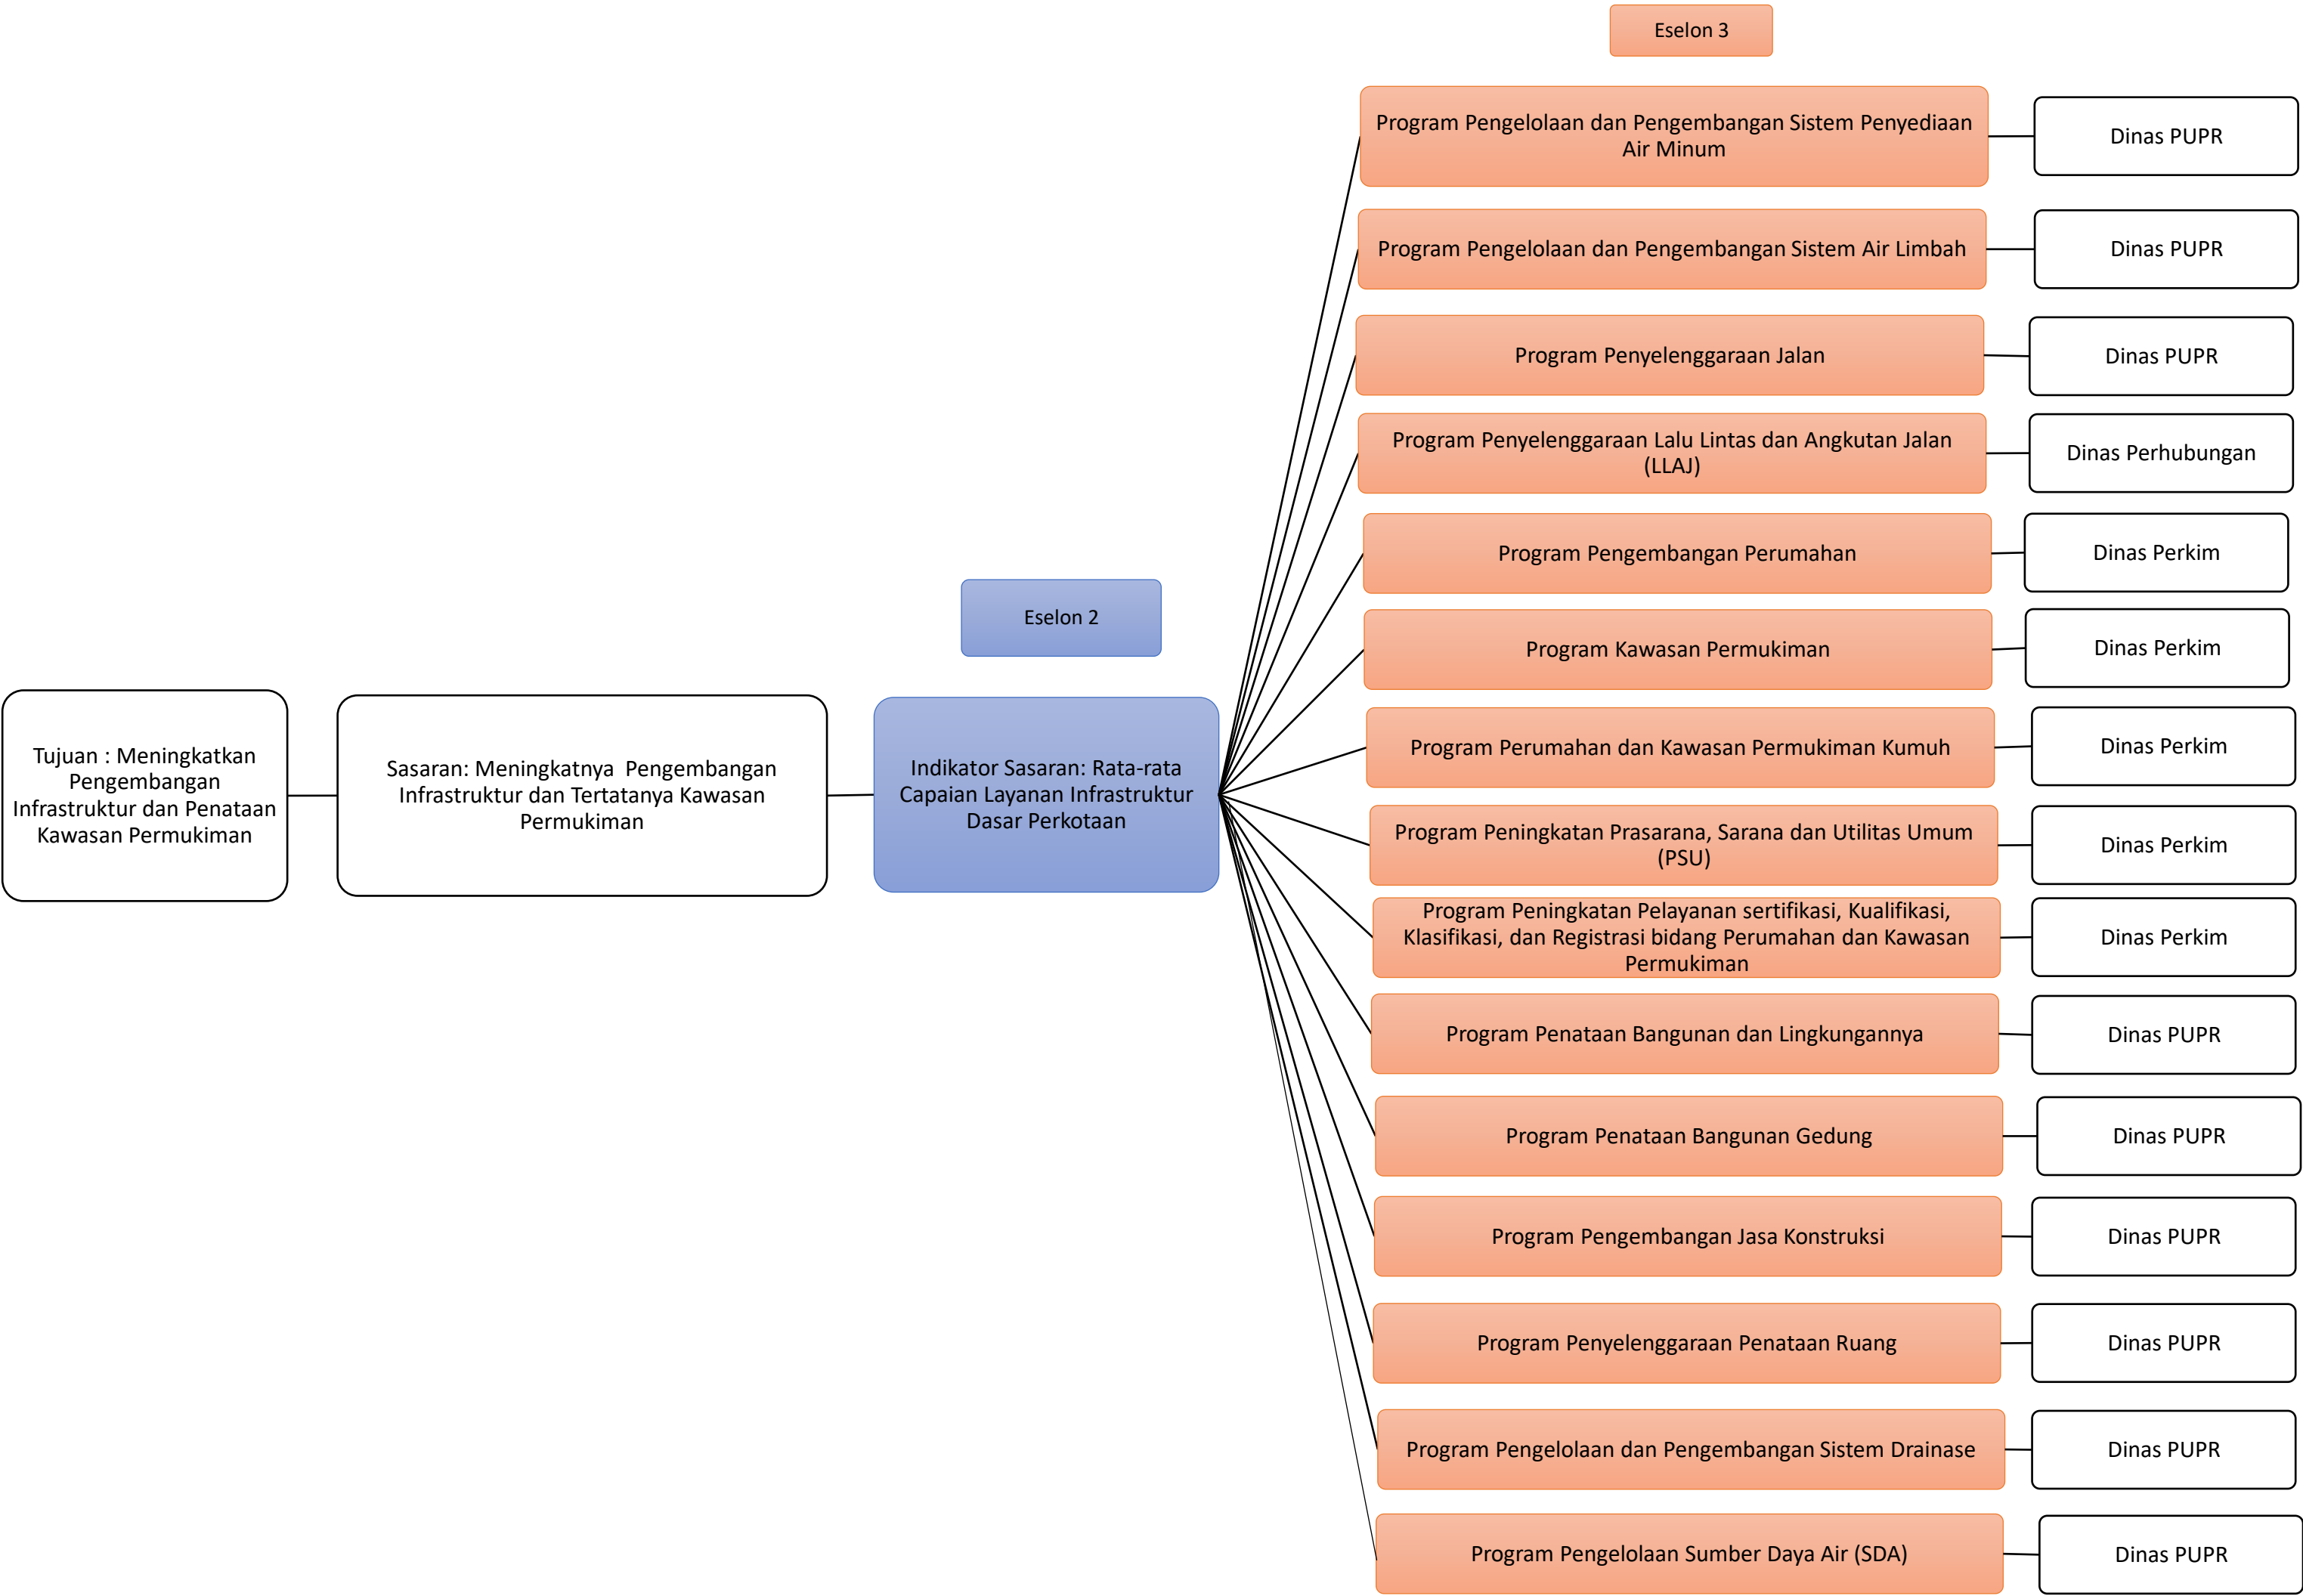 Eselon 3
Program Pengelolaan dan Pengembangan Sistem Penyediaan
Air Minum
Dinas PUPR
Program Pengelolaan dan Pengembangan Sistem Air Limbah
Dinas PUPR
Program Penyelenggaraan Jalan
Dinas PUPR
Program Penyelenggaraan Lalu Lintas dan Angkutan Jalan
(LLAJ)
Dinas Perhubungan
Program Pengembangan Perumahan
Dinas Perkim
Eselon 2
Program Kawasan Permukiman
Dinas Perkim
Tujuan : Meningkatkan
Pengembangan
Infrastruktur dan Penataan
Kawasan Permukiman
Sasaran: Meningkatnya  Pengembangan
Infrastruktur dan Tertatanya Kawasan
Permukiman
Indikator Sasaran: Rata-rata
Capaian Layanan Infrastruktur
Dasar Perkotaan
Program Perumahan dan Kawasan Permukiman Kumuh
Dinas Perkim
Program Peningkatan Prasarana, Sarana dan Utilitas Umum
(PSU)
Dinas Perkim
Program Peningkatan Pelayanan sertifikasi, Kualifikasi,
Klasifikasi, dan Registrasi bidang Perumahan dan Kawasan
Permukiman
Dinas Perkim
Program Penataan Bangunan dan Lingkungannya
Dinas PUPR
Program Penataan Bangunan Gedung
Dinas PUPR
Program Pengembangan Jasa Konstruksi
Dinas PUPR
Program Penyelenggaraan Penataan Ruang
Dinas PUPR
Program Pengelolaan dan Pengembangan Sistem Drainase
Dinas PUPR
Program Pengelolaan Sumber Daya Air (SDA)
Dinas PUPR